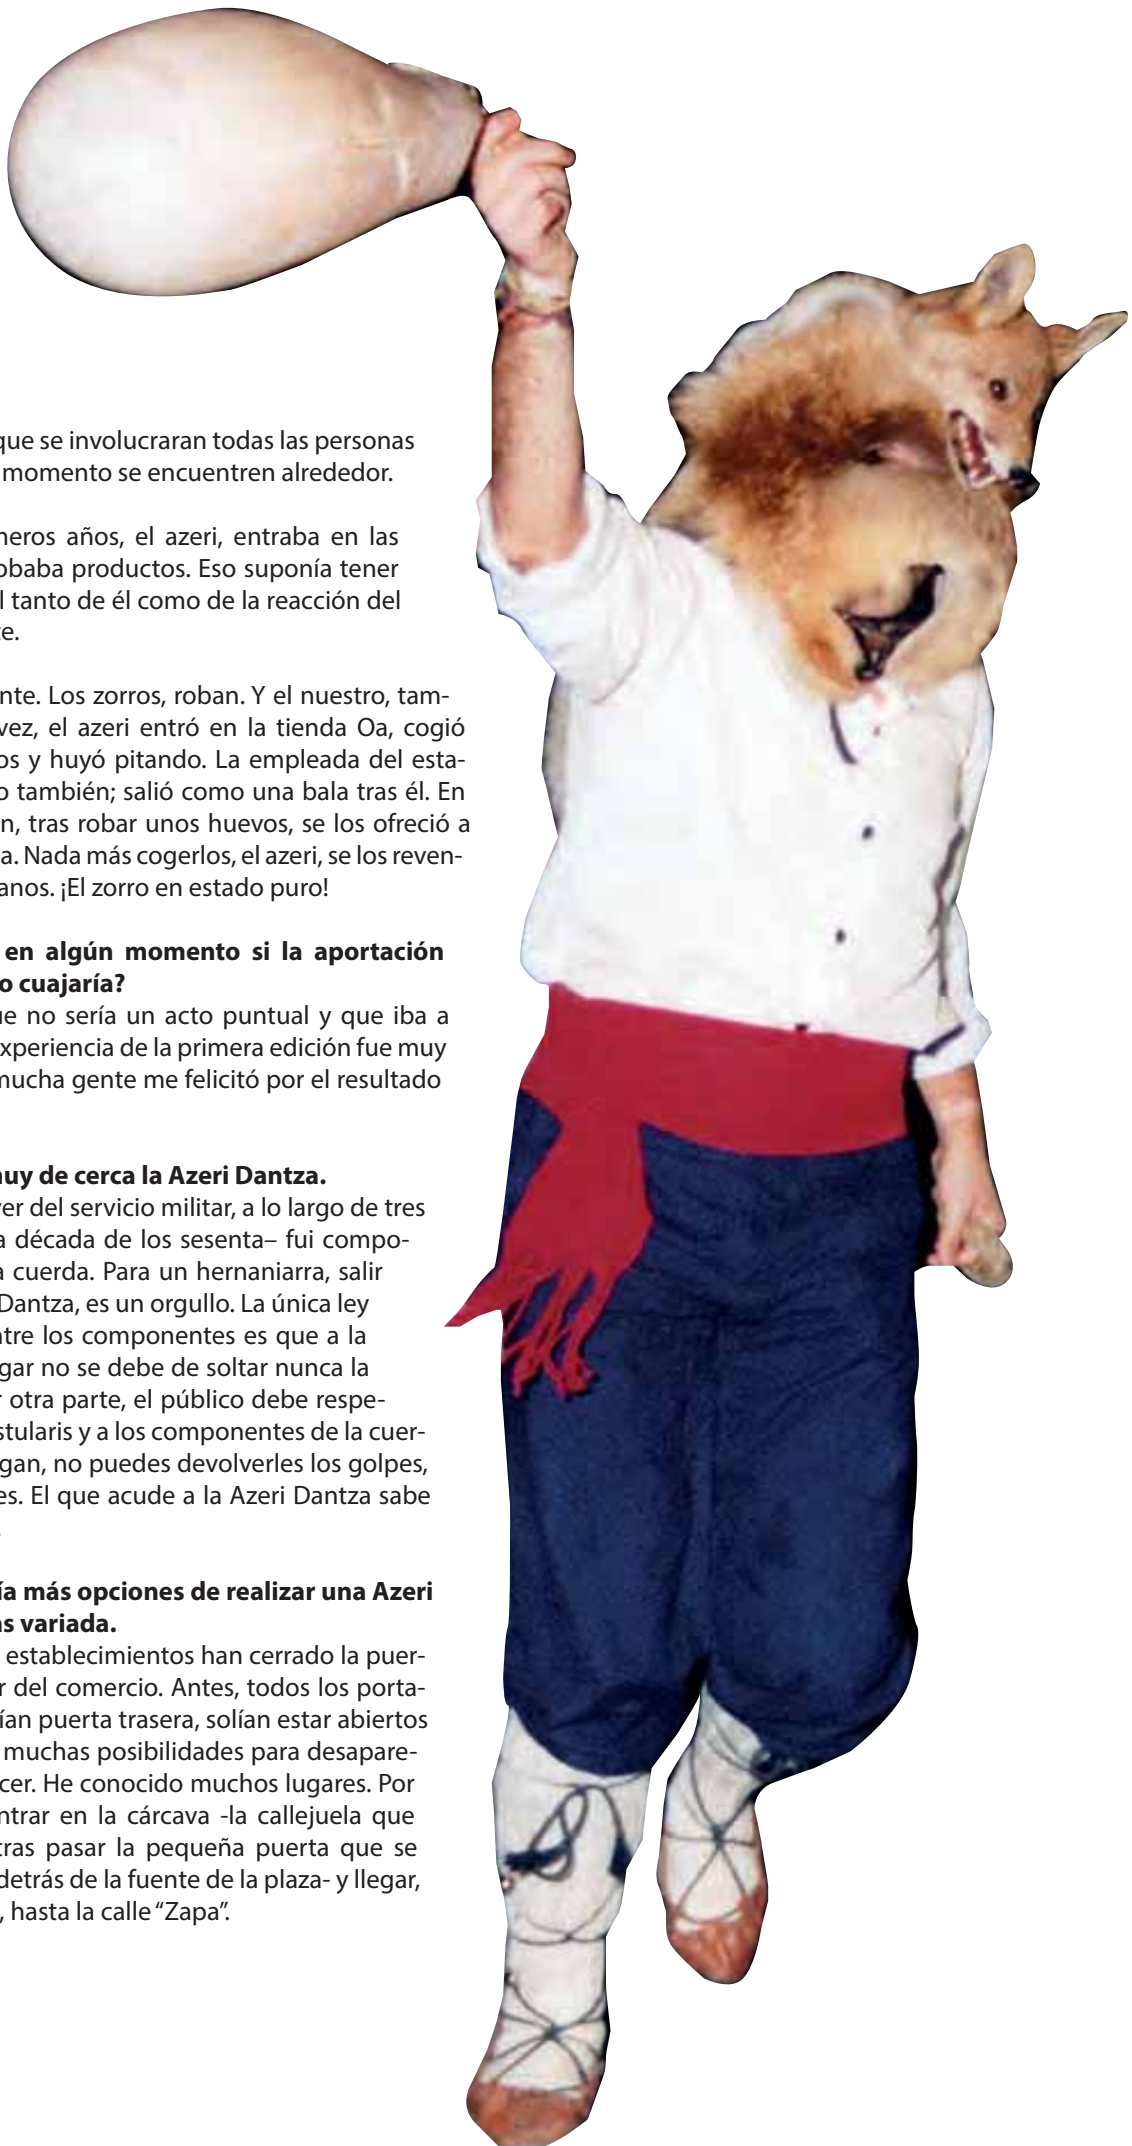 que se involucraran todas las personas
momento se encuentren alrededor.
neros años, el azeri, entraba en las
obaba productos. Eso suponía tener
l tanto de él como de la reacción del
te.
nte. Los zorros, roban. Y el nuestro, tam-
vez, el azeri entró en la tienda Oa, cogió
os y huyó pitando. La empleada del esta-
o también; salió como una bala tras él. En
n, tras robar unos huevos, se los ofreció a
a. Nada más cogerlos, el azeri, se los reven-
anos. ¡El zorro en estado puro!
en algún momento si la aportación
o cuajaría?
ue no sería un acto puntual y que iba a
experiencia de la primera edición fue muy
mucha gente me felicitó por el resultado
nuy de cerca la Azeri Dantza.
ver del servicio militar, a lo largo de tres
a década de los sesenta– fui compo-
a cuerda. Para un hernaniarra, salir
Dantza, es un orgullo. La única ley
ntre los componentes es que a la
gar no se debe de soltar nunca la
r otra parte, el público debe respe-
stularis y a los componentes de la cuer-
gan, no puedes devolverles los golpes,
es. El que acude a la Azeri Dantza sabe
.
ía más opciones de realizar una Azeri
as variada.
establecimientos han cerrado la puer-
r del comercio. Antes, todos los porta-
ían puerta trasera, solían estar abiertos
muchas posibilidades para desapare-
cer. He conocido muchos lugares. Por
ntrar en la cárcava -la callejuela que
tras pasar la pequeña puerta que se
detrás de la fuente de la plaza- y llegar,
, hasta la calle “Zapa”.